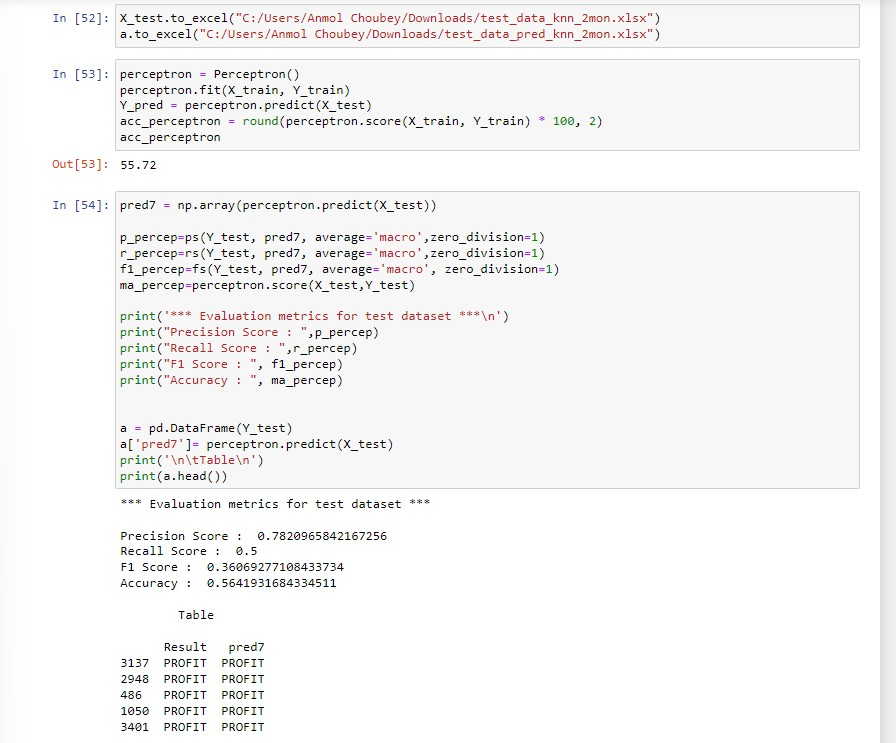 In [52]: X_test.to_excel("C:/Users/Anmol Choubey/Downloads/test_data_knn_2mon.xlsx")
a.to_excel("C:/Users/Anmol Choubey/Downloads/test_data_pred_knn_2mon.xlsx")
In [53]: perceptron = Perceptron()
perceptron.fit(X_train, Y_train)
Y_pred = perceptron.predict(X_test)
acc_perceptron = round(perceptron.score(X_train, Y_train) * 100, 2)
acc_perceptron
Out[53]: 55.72
In [54]: pred7 = np.array(perceptron.predict(X_test))
p_percep=ps(Y_test, pred7, average='macro',zero_division=1)
r_percep=rs(Y_test, pred7, average='macro',zero_division=1)
f1_percep=fs(Y_test, pred7, average='macro', zero_division=1)
ma_percep=perceptron.score(X_test,Y_test)
print('*** Evaluation metrics for test dataset ***\n')
print("Precision Score : ",p_percep)
print("Recall Score : ",r_percep)
print("F1 Score : ", f1_percep)
print("Accuracy : ", ma_percep)
a = pd.DataFrame(Y_test)
a['pred7']= perceptron.predict(X_test)
print('\n\tTable\n')
print(a.head())
*** Evaluation metrics for test dataset ***
Precision Score :  0.7820965842167256
Recall Score :  0.5
F1 Score :  0.36069277108433734
Accuracy :  0.5641931684334511
Table
Result pred7
3137 PROFIT PROFIT
2948 PROFIT PROFIT
486 PROFIT PROFIT
1050 PROFIT PROFIT
3401 PROFIT PROFIT